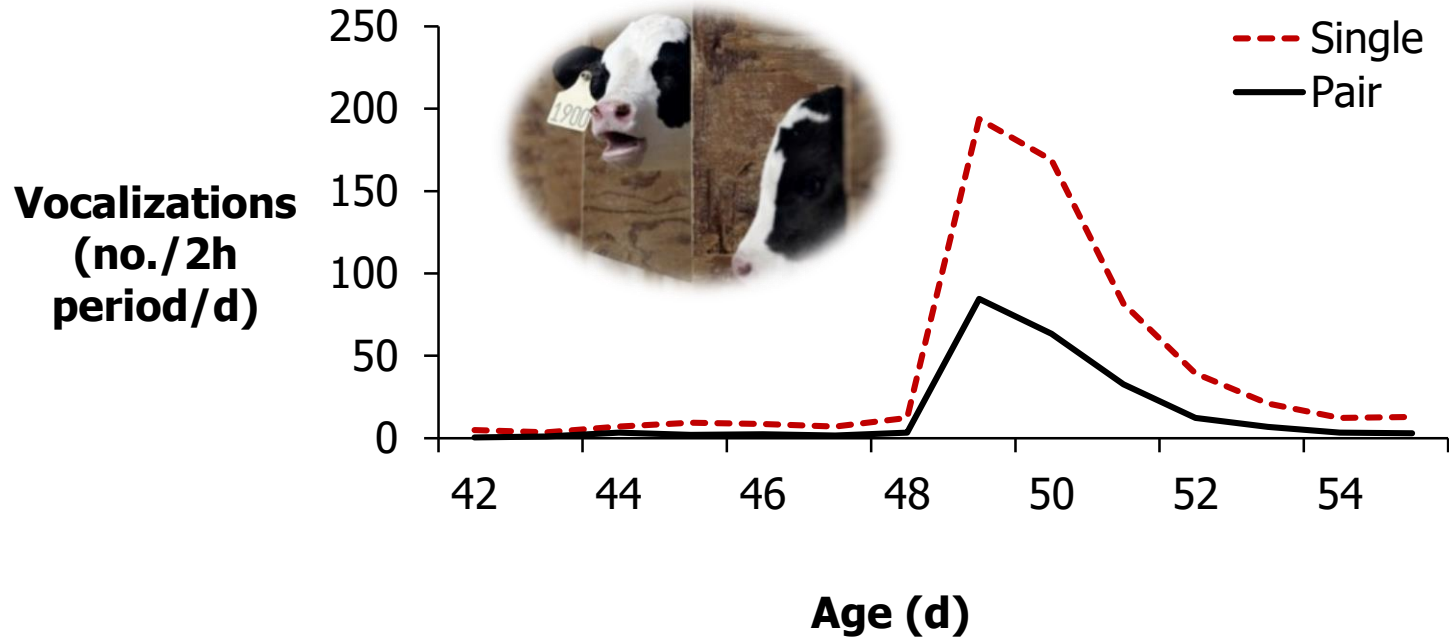 250
200
150
100
50
0
Vocalizations
(no./2h
period/d)
Single
Pair
1900
42 44 46 48 50 52 54
Age (d)